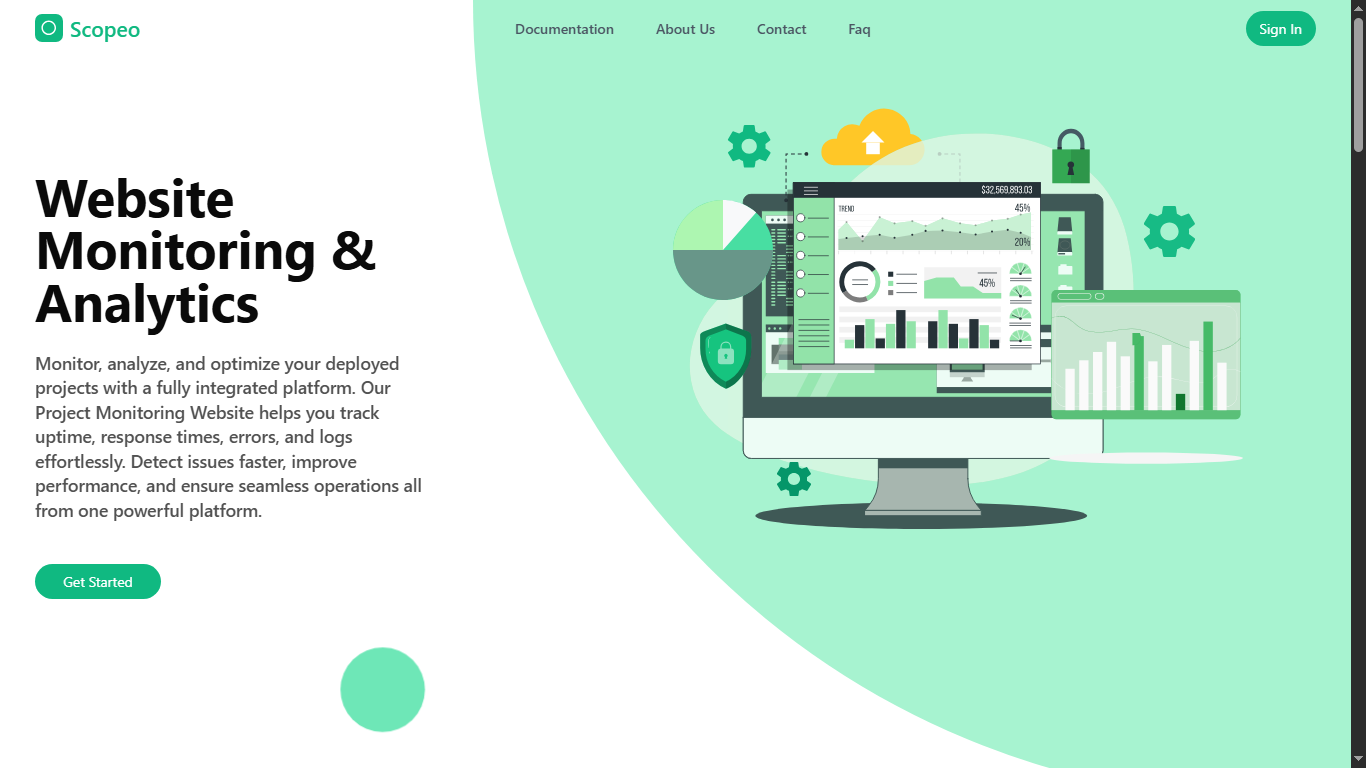 Scopeo
Documentation
About Us
Contact
Faq
Sign In
Website
Monitoring &
Analytics
Monitor, analyze, and optimize your deployed
projects with a fully integrated platform. Our
Project Monitoring Website helps you track
uptime, response times, errors, and logs
effortlessly. Detect issues faster, improve
performance, and ensure seamless operations all
from one powerful platform.
Get Started
$32,569,893.03
TREND
45%
20%
45%